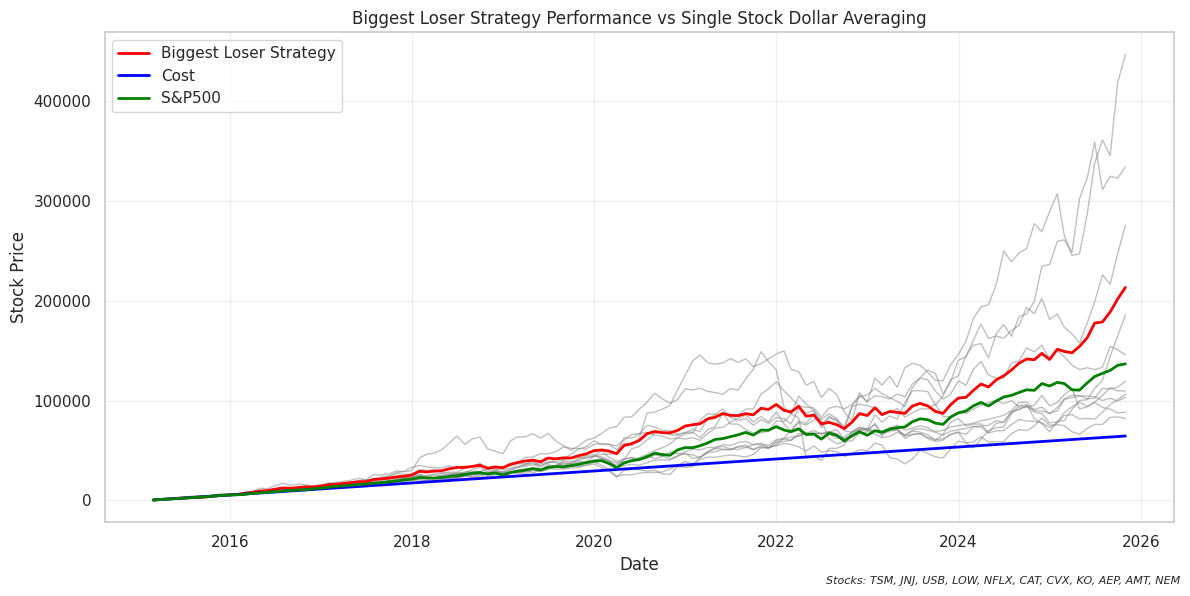 Biggest Loser Strategy Performance vs Single Stock Dollar Averaging
Biggest Loser Strategy
Cost
S&P500
Stock Price
400000
300000
200000
100000
0
2016
2018
2020
2022
2024
2026
Date
Stocks: TSM, JNJ, USB, LOW, NFLX, CAT, CVX, KO, AEP, AMT, NEM